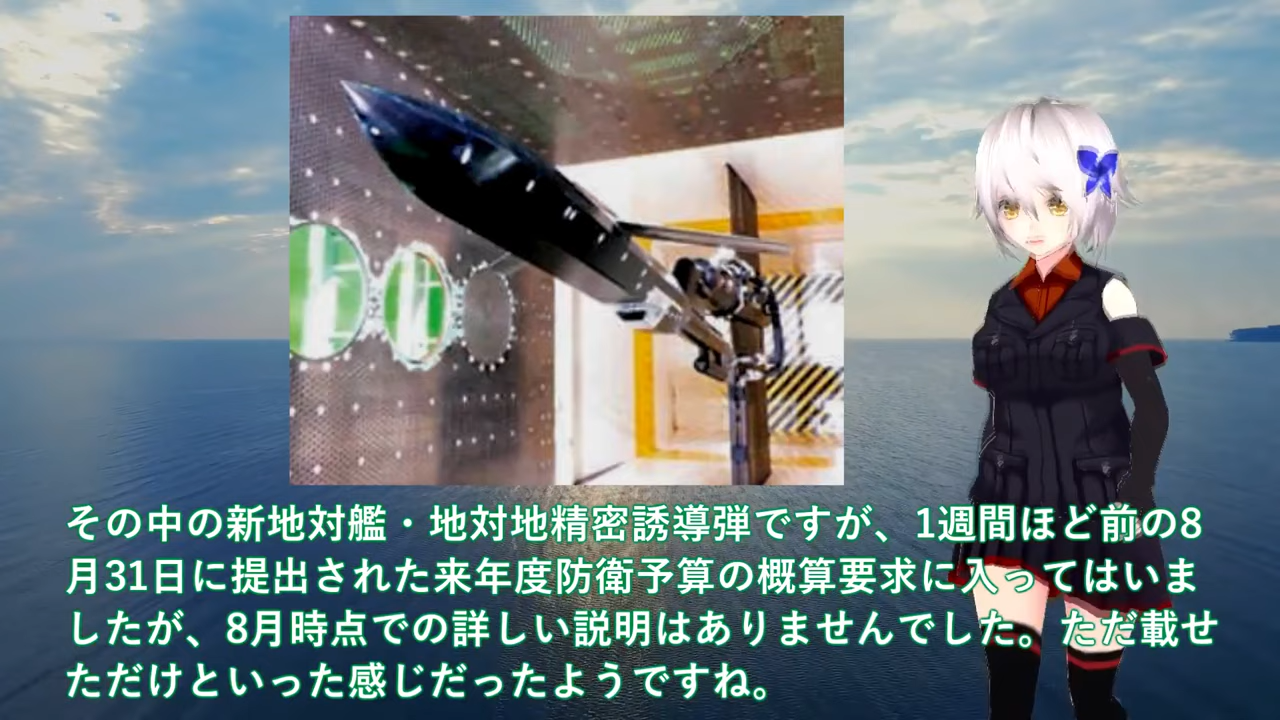 その中の新地対艦・地対地精密誘導弾ですが、1週間ほど前の8
月31日に提出された来年度防衛予算の概算要求に入ってはいま
したが、8月時点での詳しい説明はありませんでした。ただ載せ
ただけといった感じだったようですね。